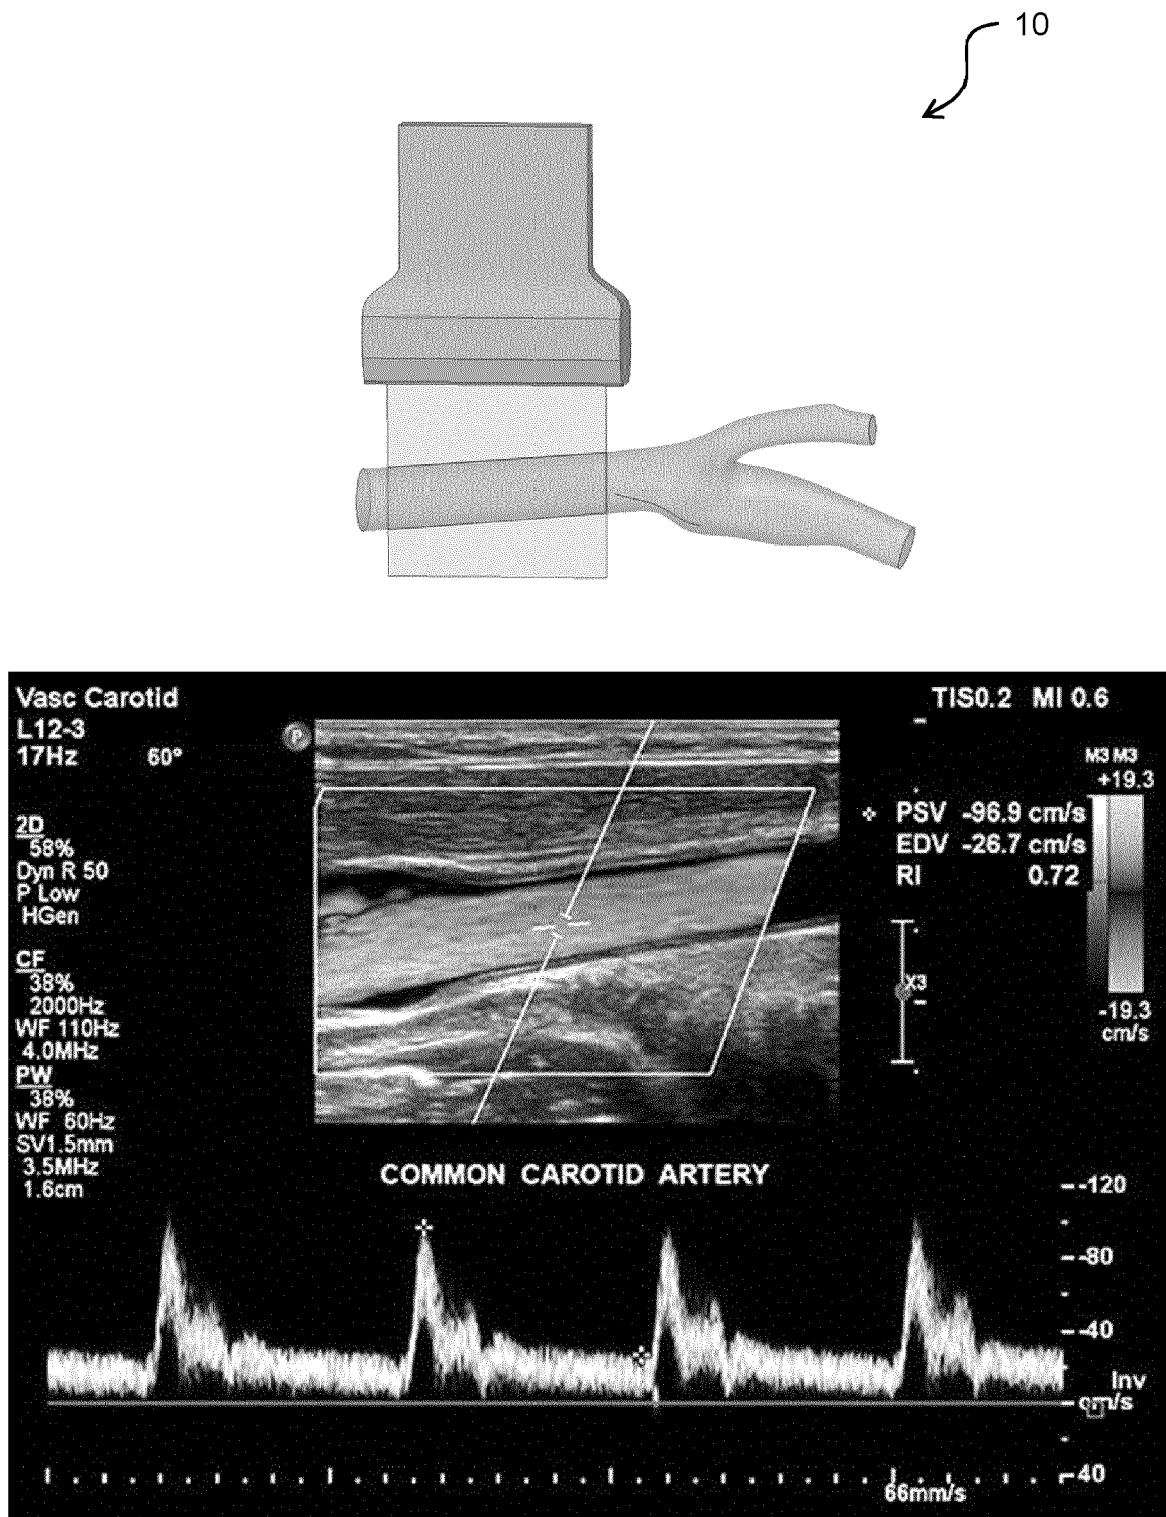 10
Vasc Carotid
TIS0.2 MI 0.6
L12-3
17Hz 60°
P
M3 M3
+19.3
PSV -96.9 cm/s
EDV -26.7 cm/s
RI 0.72
2D
58%
Dyn R 50
P Low
HGen
CF
38%
2000Hz
WF 110Hz
4.0MHz
X3
-19.3
cm/s
PW
38%
WF 60Hz
SV1.5mm
3.5MHz
1.6cm
COMMON CAROTID ARTERY
-120
-80
-40
Inv
cm/s
40
66mm/s